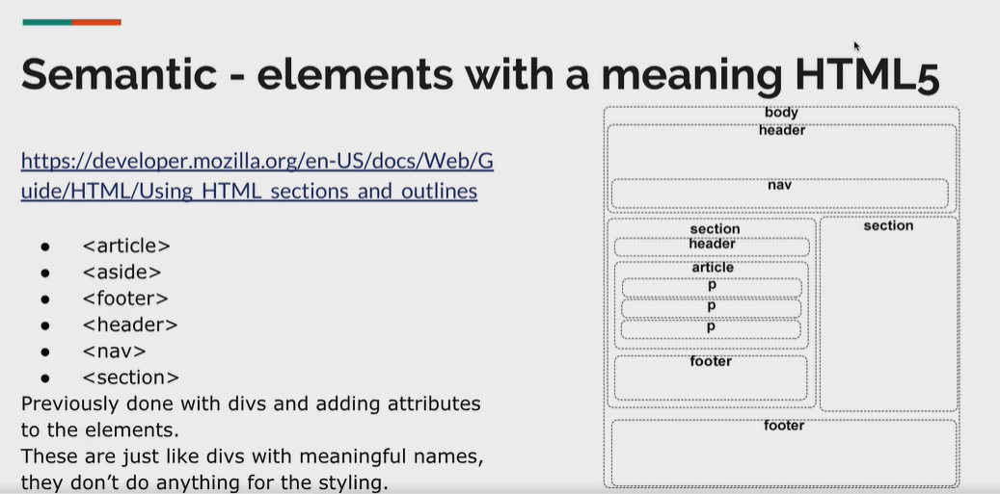 Semantic - elements with a meaning HTML5
https://developer.mozilla.org/en-US/docs/Web/G
uide/HTML/Using_HTML_sections_and_outlines
<article>
<aside>
<footer>
<header>
<nav>
<section>
Previously done with divs and adding attributes
to the elements.
These are just like divs with meaningful names,
they don’t do anything for the styling.
body
header
nav
section
header
article
p
p
p
footer
section
footer